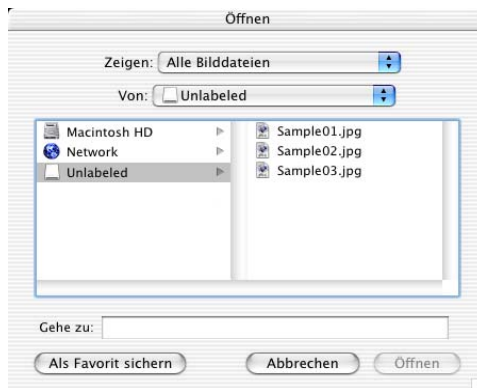 Öffnen
Zeigen: Alle Bilddateien
Von: Unlabeled
Macintosh HD
Network
Unlabeled
Sample01.jpg
Sample02.jpg
Sample03.jpg
Gehe zu:
Als Favorit sichern Abbrechen Öffnen